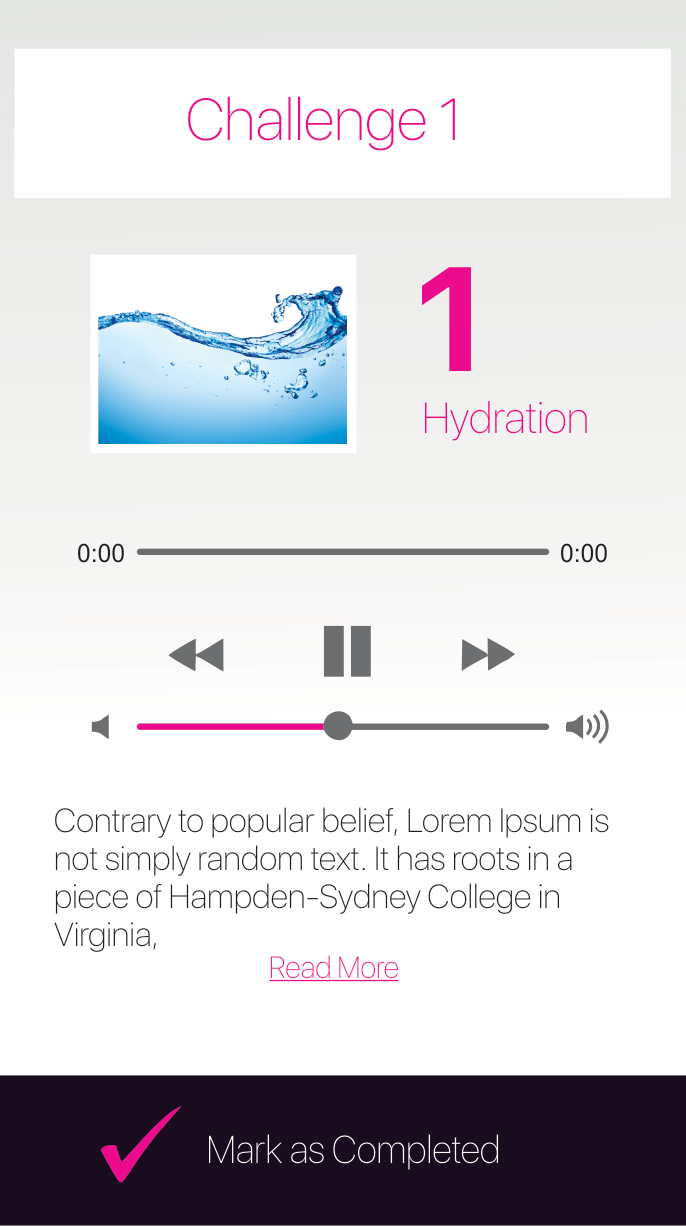 Challenge 1
1
Hydration
0:00 0:00
Contrary to popular belief, Lorem Ipsum is
not simply random text. It has roots in a
piece of Hampden-Sydney College in
Virginia,
Read More
Mark as Completed